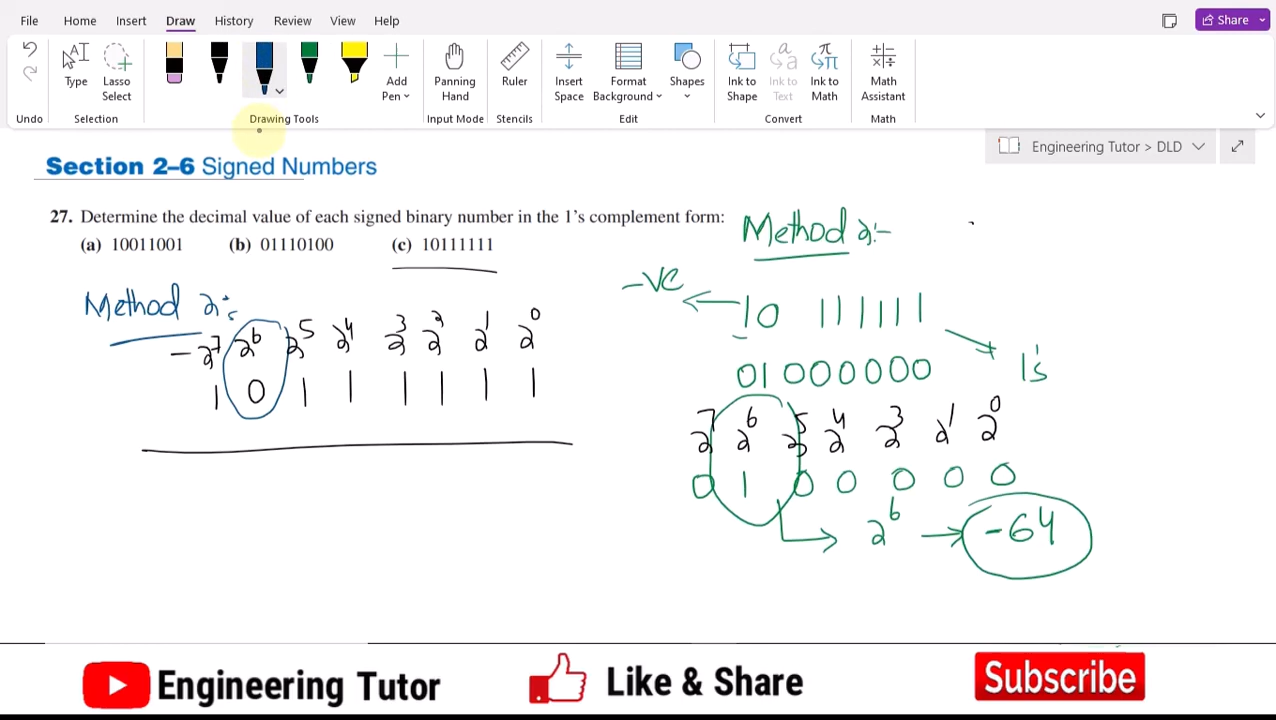 File Home Insert Draw History Review View Help Share
Type Lasso Select Add Pen Panning Hand Ruler Insert Space Format Background Shapes Ink to Shape Ink to Text Ink to Math Math Assistant
Undo Selection Drawing Tools Input Mode Stencils Edit Convert Math
Engineering Tutor > DLD
Section 2–6 Signed Numbers
27. Determine the decimal value of each signed binary number in the 1's complement form:
(a) 10011001 (b) 01110100 (c) 10111111
Method 2:-
-ve
10 111111
1's
01 000000
2^7 2^6 2^5 2^4 2^3 2^1 2^0
0 1 0 0 0 0 0
2^6 → -64
Method 2:
-2^7 2^6 2^5 2^4 2^3 2^2 2^1 2^0
1 0 1 1 1 1 1 1
Engineering Tutor
Like & Share
Subscribe